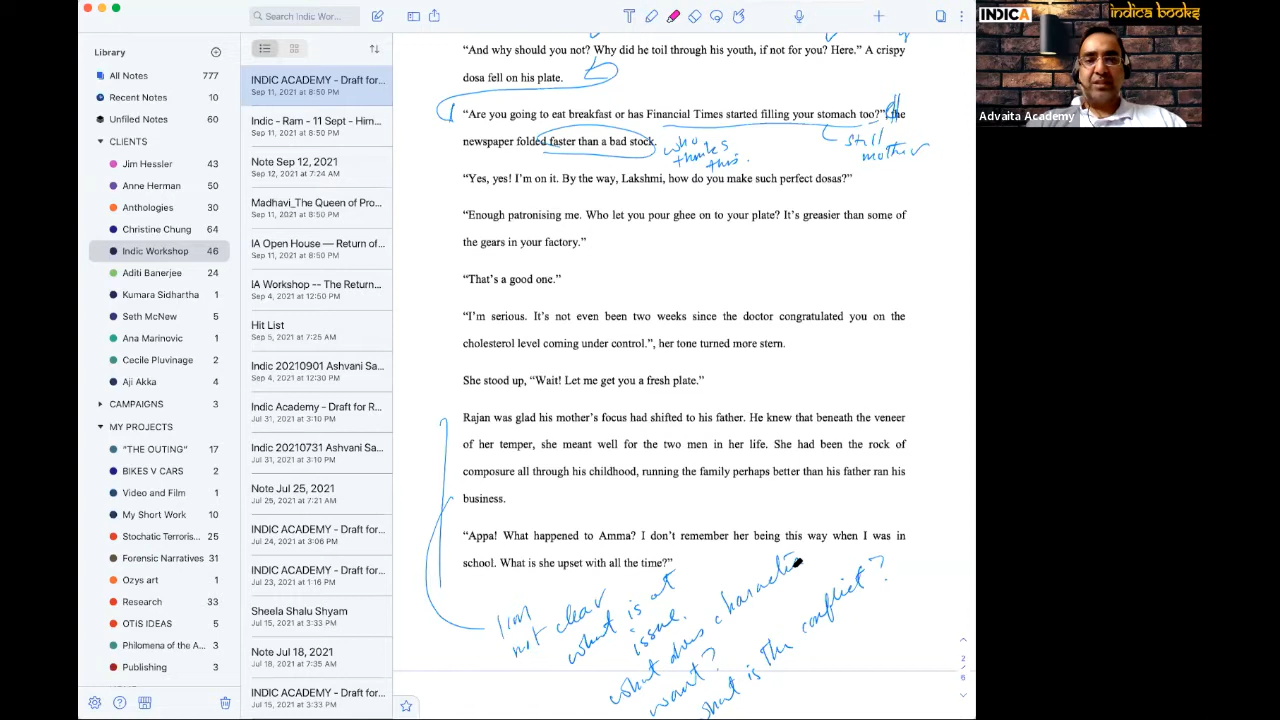 Search in Indic Wor...
INDICA
indica books
Advaita Academy
Library
All Notes 777
Recent Notes 10
Unfiled Notes 60
CLIENTS
Jim Hessler 43
Anne Herman 50
Anthologies 30
Christine Chung 64
Indic Workshop 46
Aditi Banerjee 24
Kumara Sidhartha 1
Seth McNew 5
Ana Marinovic 1
Cecile Pluvinage 2
Aji Akka 4
CAMPAIGNS 3
MY PROJECTS
“THE OUTING” 17
BIKES V CARS 2
Video and Film 1
My Short Work 10
Stochatic Terroris... 25
Forensic Narratives 31
Ozys art 1
Research 33
OTIS IDEAS 5
Philomena of the A... 3
Publishing 3
INDIC ACADEMY - Draft for...
Sep 11, 2021 at 8:50 PM
Indic - Ram - 11 Sept - Him...
Sep 11, 2021 at 8:50 PM
Note Sep 12, 2021
Sep 12, 2021 at 7:24 AM
Madhavi_The Queen of Pro...
Sep 11, 2021 at 8:50 PM
IA Open House — Return of...
Sep 11, 2021 at 8:50 PM
IA Workshop -- The Return...
Sep 4, 2021 at 12:50 PM
Hit List
Sep 5, 2021 at 7:25 AM
Indic 20210901 Ashvani Sa...
Sep 4, 2021 at 12:30 PM
Indic Academy - Draft for R...
Jul 31, 2021 at 3:10 PM
Indic 20210731 Ashvani Sa...
Jul 31, 2021 at 3:10 PM
Note Jul 25, 2021
Jul 25, 2021 at 7:21 AM
INDIC ACADEMY - Draft for...
Jul 24, 2021 at 3:06 PM
INDIC ACADEMY - Draft for...
Jul 23, 2021 at 1:16 PM
Sheela Shalu Shyam
Jul 15, 2021 at 3:33 PM
Note Jul 18, 2021
Jul 18, 2021 at 7:35 AM
INDIC ACADEMY - Draft for...
Jul 15, 2021 at 3:33 PM
“And why should you not? Why did he toil through his youth, if not for you? Here.” A crispy
dosa fell on his plate.
“Are you going to eat breakfast or has Financial Times started filling your stomach too?” the
newspaper folded faster than a bad stock.
who
thinks
this.
still
mother
“Yes, yes! I’m on it. By the way, Lakshmi, how do you make such perfect dosas?”
“Enough patronising me. Who let you pour ghee on to your plate? It’s greasier than some of
the gears in your factory.”
“That’s a good one.”
“I’m serious. It’s not even been two weeks since the doctor congratulated you on the
cholesterol level coming under control.”, her tone turned more stern.
She stood up, “Wait! Let me get you a fresh plate.”
Rajan was glad his mother’s focus had shifted to his father. He knew that beneath the veneer
of her temper, she meant well for the two men in her life. She had been the rock of
composure all through his childhood, running the family perhaps better than his father ran his
business.
“Appa! What happened to Amma? I don’t remember her being this way when I was in
school. What is she upset with all the time?”
I'm
not clear
what is at
issue.
what does character
want?
what is the conflict?
2
6